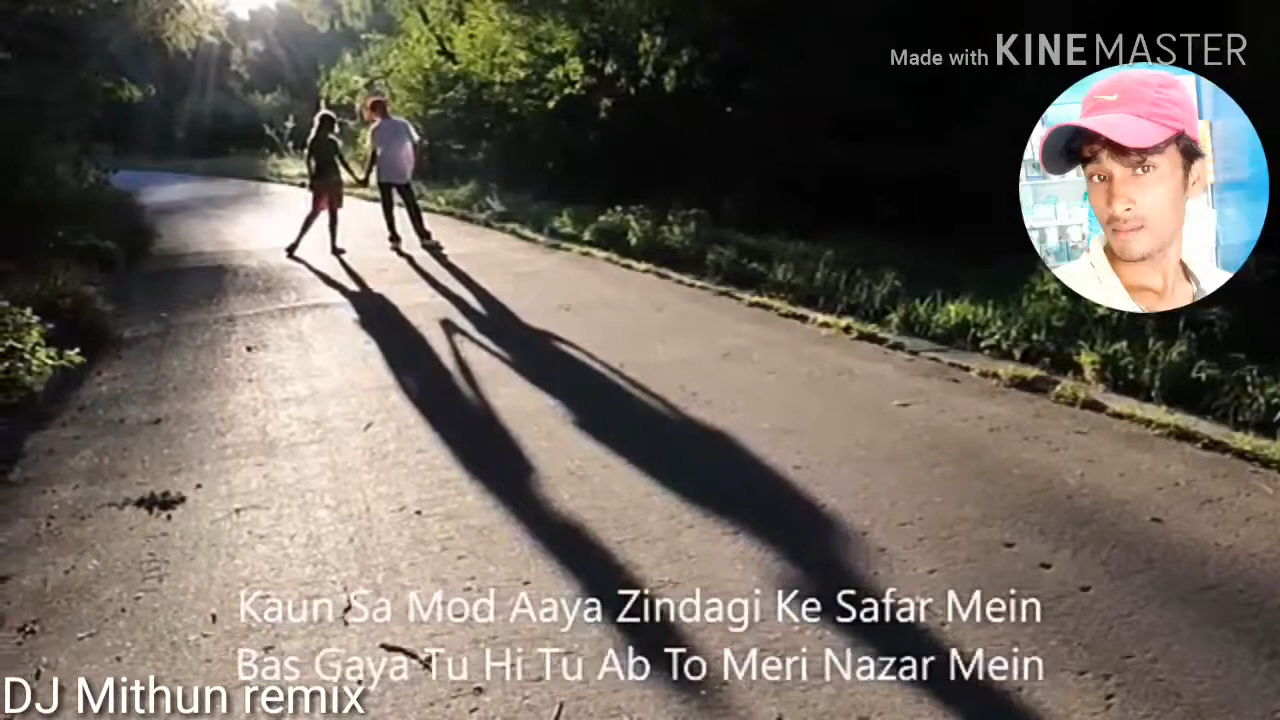 Made with KINEMASTER
Kaun Sa Mod Aaya Zindagi Ke Safar Mein
Bas Gaya Tu Hi Tu Ab To Meri Nazar Mein
DJ Mithun remix